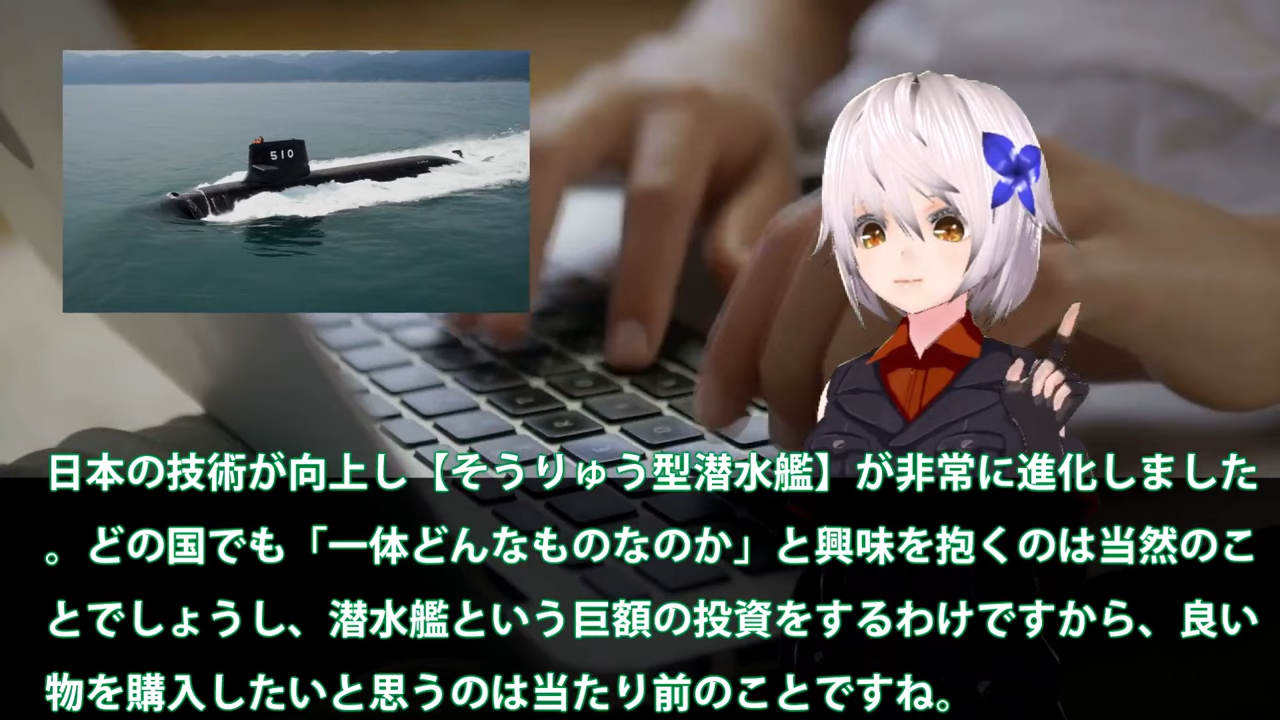 510
日本の技術が向上し【そうりゅう型潜水艦】が非常に進化しました
。どの国でも「一体どんなものなのか」と興味を抱くのは当然のこ
とでしょうし、潜水艦という巨額の投資をするわけですから、良い
物を購入したいと思うのは当たり前のことですね。